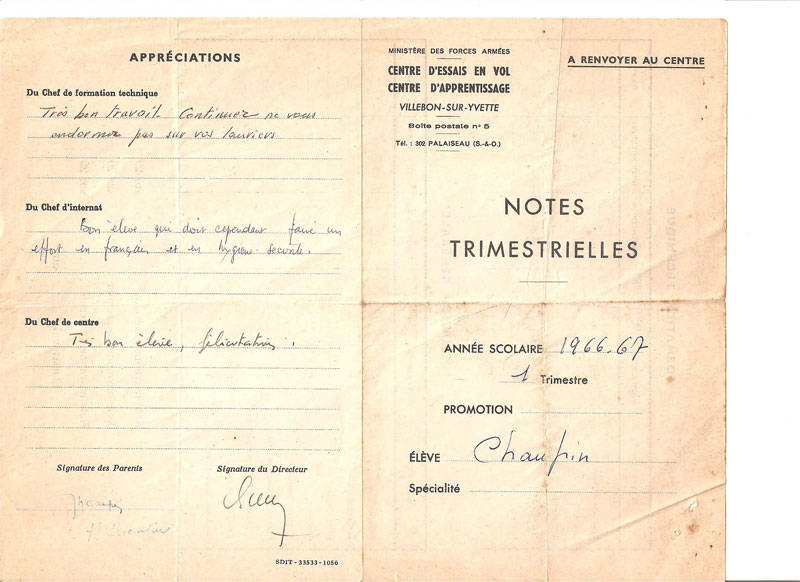 APPRÉCIATIONS
Du Chef de formation technique
Très bon travail. Continuez ne vous
endormez pas sur vos lauriers
Du Chef d'internat
Bon élève qui doit cependant faire un
effort en français et en hygiène-sécurité.
Du Chef de centre
Très bon élève, félicitations.
Signature des Parents
Signature du Directeur
SDIT - 33533 - 1056
MINISTÈRE DES FORCES ARMÉES
CENTRE D'ESSAIS EN VOL
CENTRE D'APPRENTISSAGE
VILLEBON-SUR-YVETTE
Boîte postale n° 5
Tél. : 302 PALAISEAU (S.-&-O.)
A RENVOYER AU CENTRE
NOTES
TRIMESTRIELLES
ANNÉE SCOLAIRE 1966-67
1 Trimestre
PROMOTION
ÉLÈVE Chaupin
Spécialité